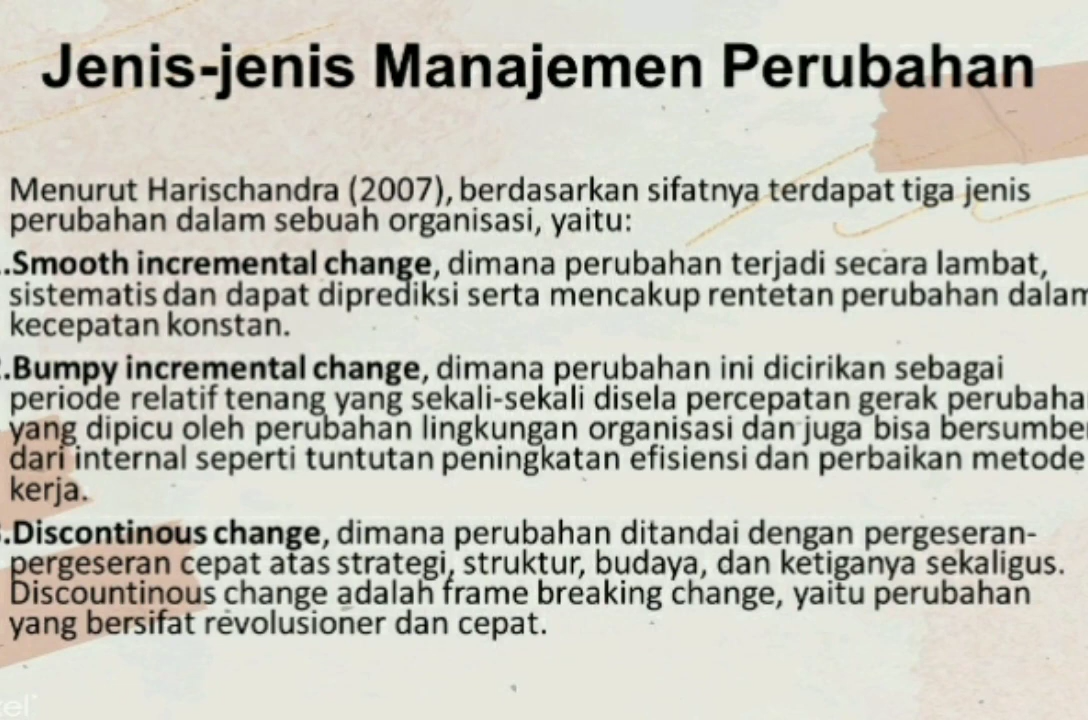 Jenis-jenis Manajemen Perubahan
Menurut Harischandra (2007), berdasarkan sifatnya terdapat tiga jenis
perubahan dalam sebuah organisasi, yaitu:
.Smooth incremental change, dimana perubahan terjadi secara lambat,
sistematis dan dapat diprediksi serta mencakup rentetan perubahan dalam
kecepatan konstan.
.Bumpy incremental change, dimana perubahan ini dicirikan sebagai
periode relatif tenang yang sekali-sekali disela percepatan gerak perubaha
yang dipicu oleh perubahan lingkungan organisasi dan juga bisa bersumbe
dari internal seperti tuntutan peningkatan efisiensi dan perbaikan metode
kerja.
.Discontinous change, dimana perubahan ditandai dengan pergeseran-
pergeseran cepat atas strategi, struktur, budaya, dan ketiganya sekaligus.
Discountinous change adalah frame breaking change, yaitu perubahan
yang bersifat revolusioner dan cepat.